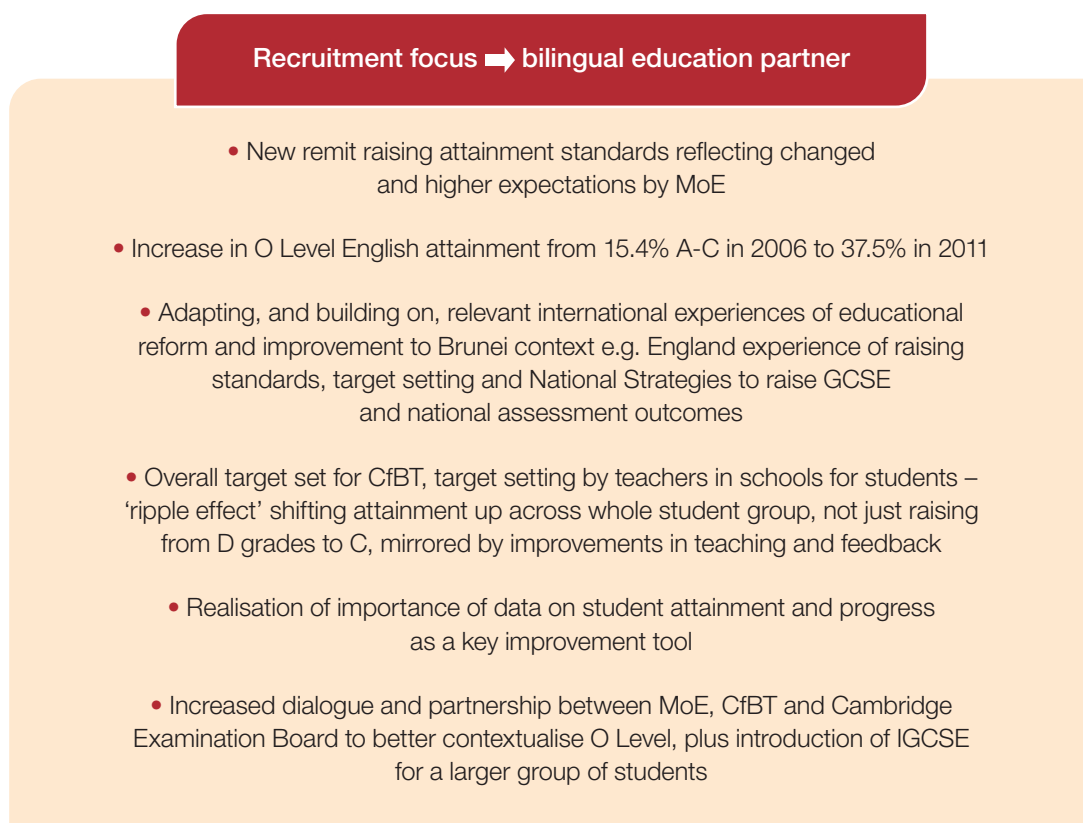 Recruitment focus ➡ bilingual education partner
• New remit raising attainment standards reflecting changed
and higher expectations by MoE
• Increase in O Level English attainment from 15.4% A-C in 2006 to 37.5% in 2011
• Adapting, and building on, relevant international experiences of educational
reform and improvement to Brunei context e.g. England experience of raising
standards, target setting and National Strategies to raise GCSE
and national assessment outcomes
• Overall target set for CfBT, target setting by teachers in schools for students –
‘ripple effect’ shifting attainment up across whole student group, not just raising
from D grades to C, mirrored by improvements in teaching and feedback
• Realisation of importance of data on student attainment and progress
as a key improvement tool
• Increased dialogue and partnership between MoE, CfBT and Cambridge
Examination Board to better contextualise O Level, plus introduction of IGCSE
for a larger group of students